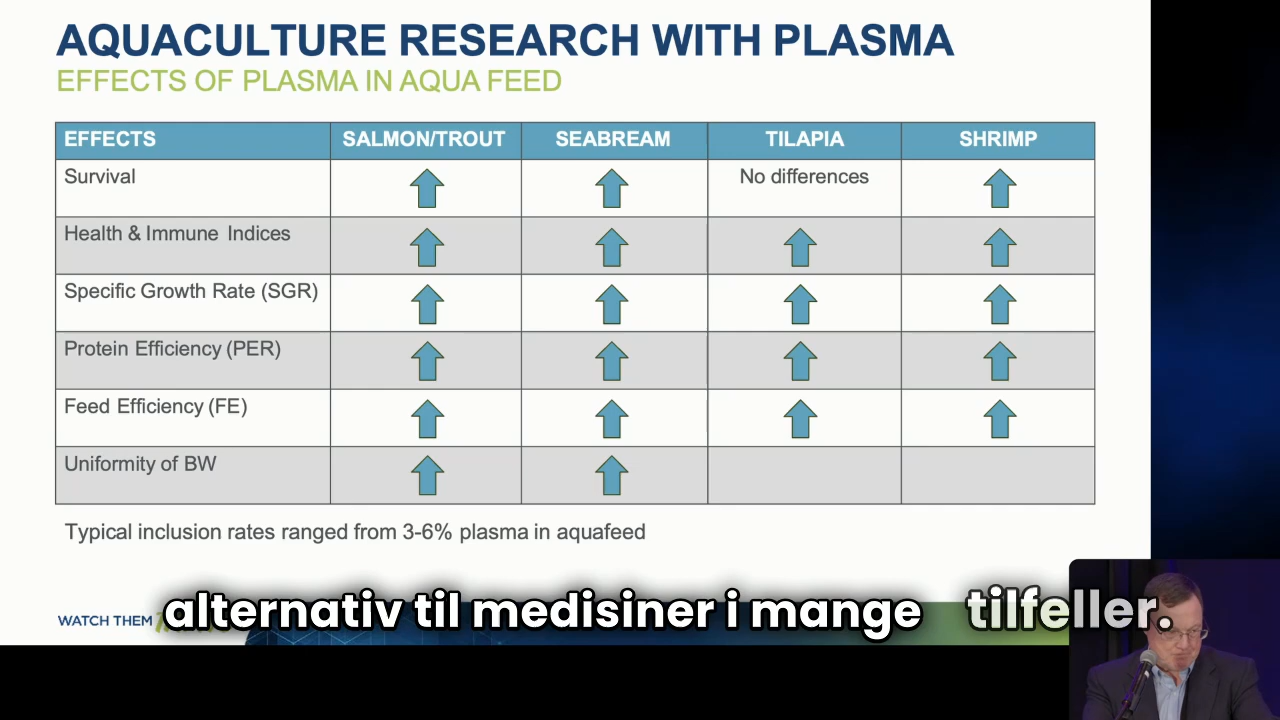 AQUACULTURE RESEARCH WITH PLASMA
EFFECTS OF PLASMA IN AQUA FEED
EFFECTS SALMON/TROUT SEABREAM TILAPIA SHRIMP
Survival No differences
Health & Immune Indices
Specific Growth Rate (SGR)
Protein Efficiency (PER)
Feed Efficiency (FE)
Uniformity of BW
Typical inclusion rates ranged from 3-6% plasma in aquafeed
WATCH THEM
alternativ til medisiner i mange tilfeller.